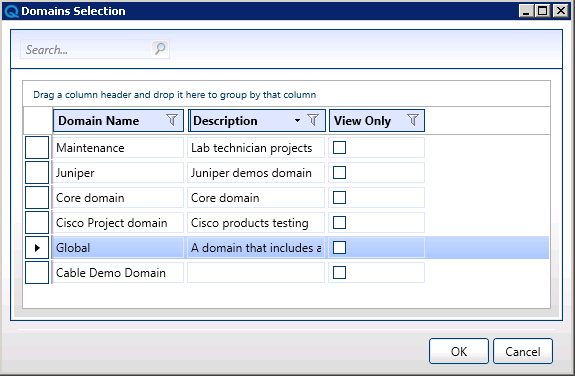 Domains Selection
Search...
Drag a column header and drop it here to group by that column
Domain Name Description View Only
Maintenance Lab technician projects
Juniper Juniper demos domain
Core domain Core domain
Cisco Project domain Cisco products testing
Global A domain that includes a
Cable Demo Domain
OK Cancel